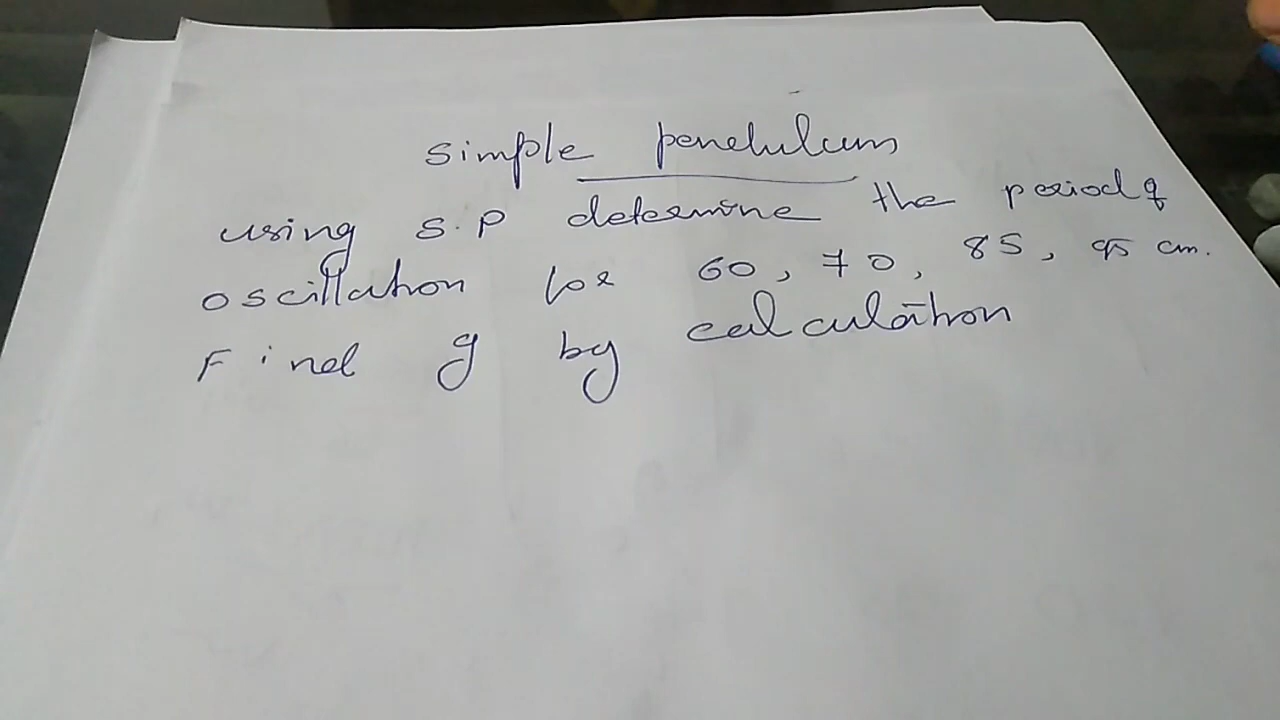 simple pendulum
using S.P determine the period of
oscillation for 60, 70, 85, 95 cm.
Find g by calculation